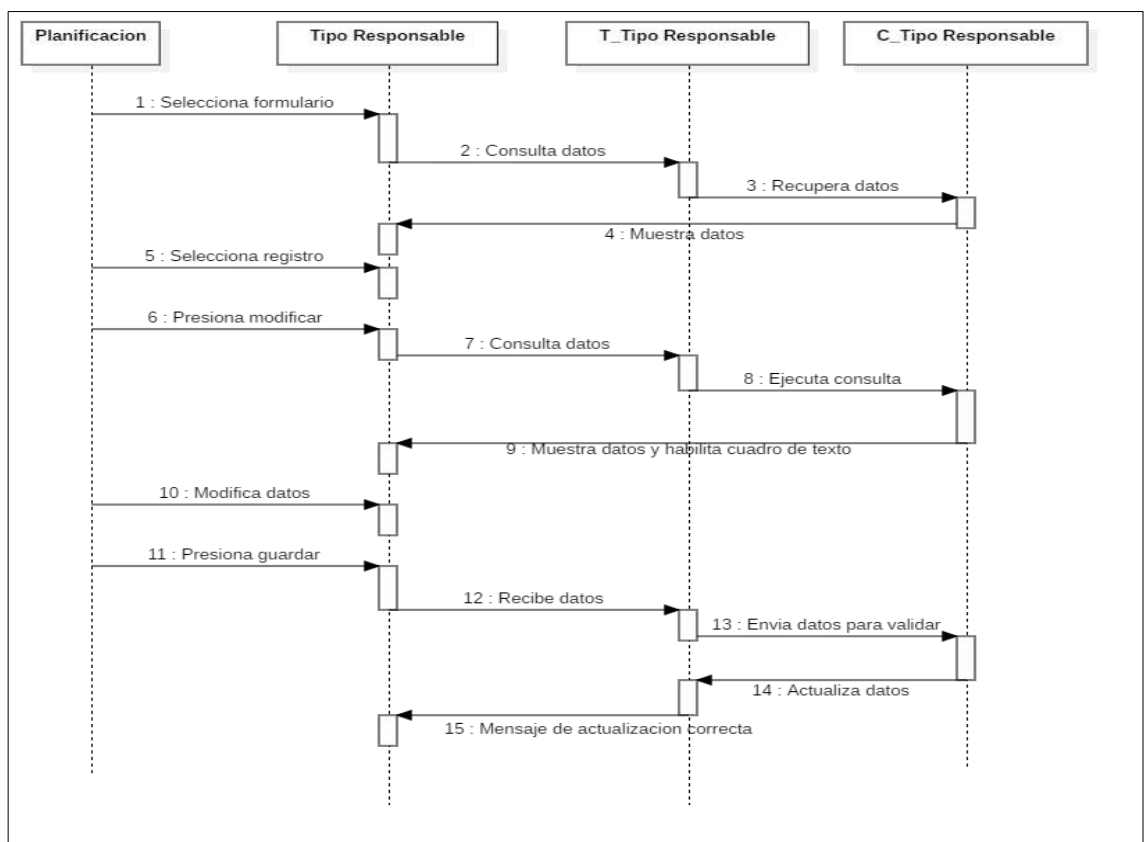 Planificacion
Tipo Responsable
T_Tipo Responsable
C_Tipo Responsable
1 : Selecciona formulario
2 : Consulta datos
3 : Recupera datos
4 : Muestra datos
5 : Selecciona registro
6 : Presiona modificar
7 : Consulta datos
8 : Ejecuta consulta
9 : Muestra datos y habilita cuadro de texto
10 : Modifica datos
11 : Presiona guardar
12 : Recibe datos
13 : Envia datos para validar
14 : Actualiza datos
15 : Mensaje de actualizacion correcta